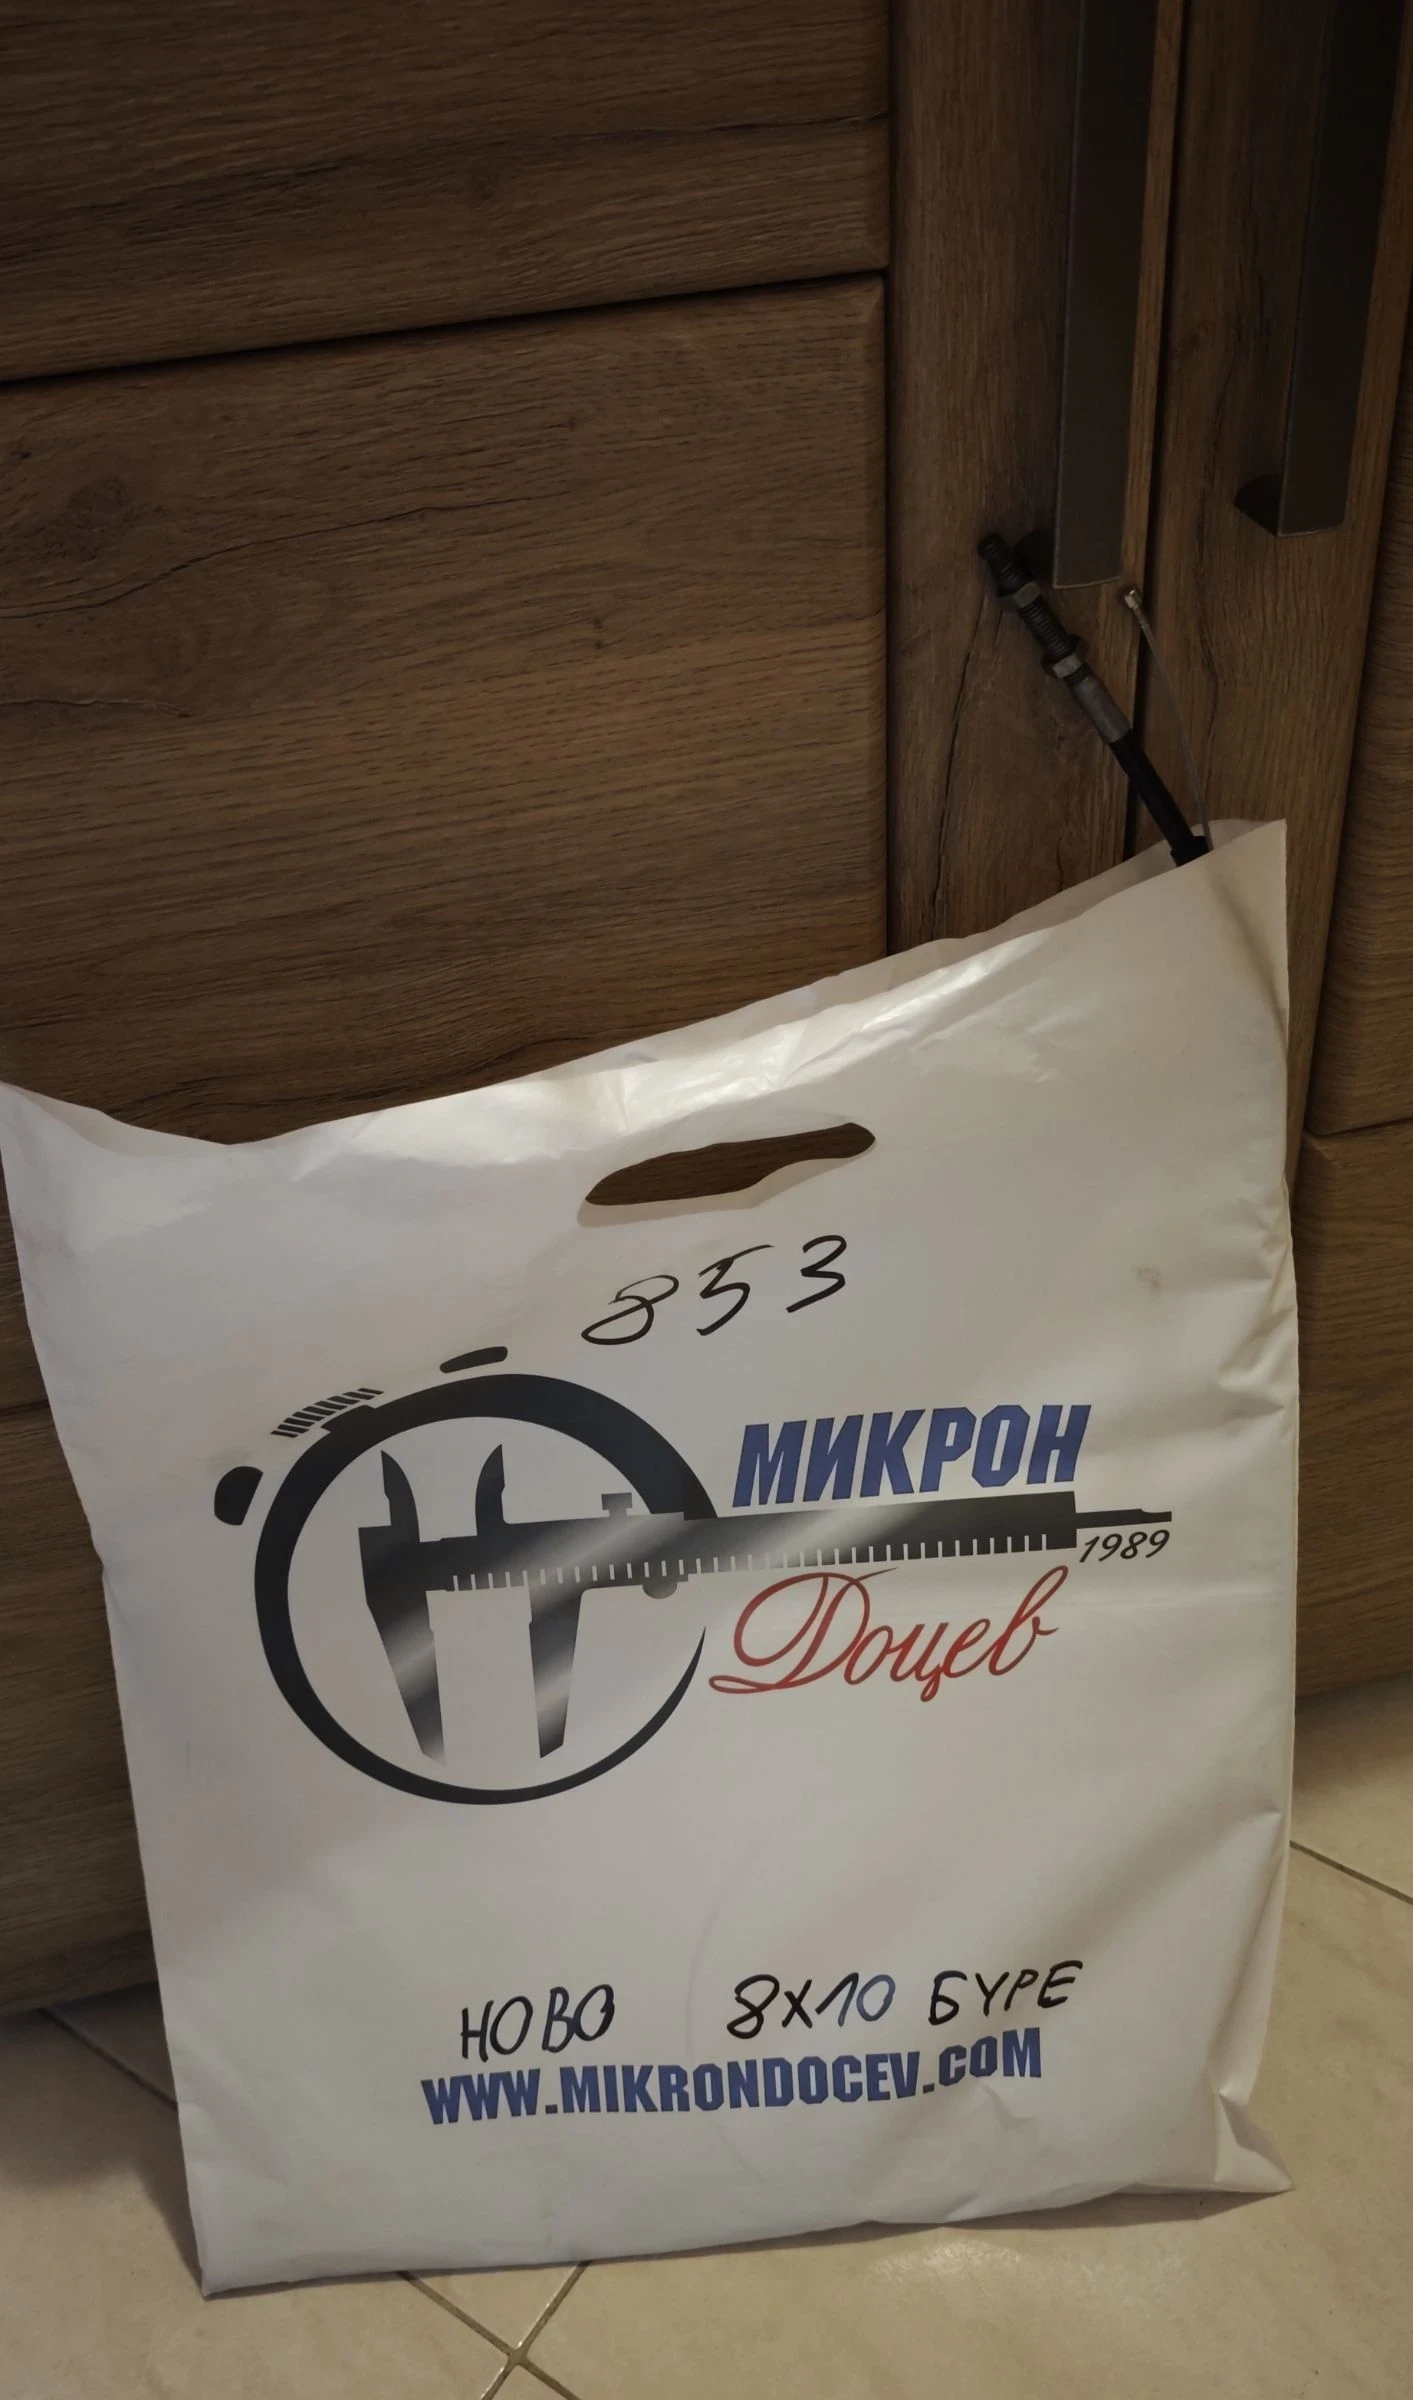 853
МИКРОН
1989
Доцев
НОВО 8X10 БУРЕ
WWW.MIKRONDOCEV.COM